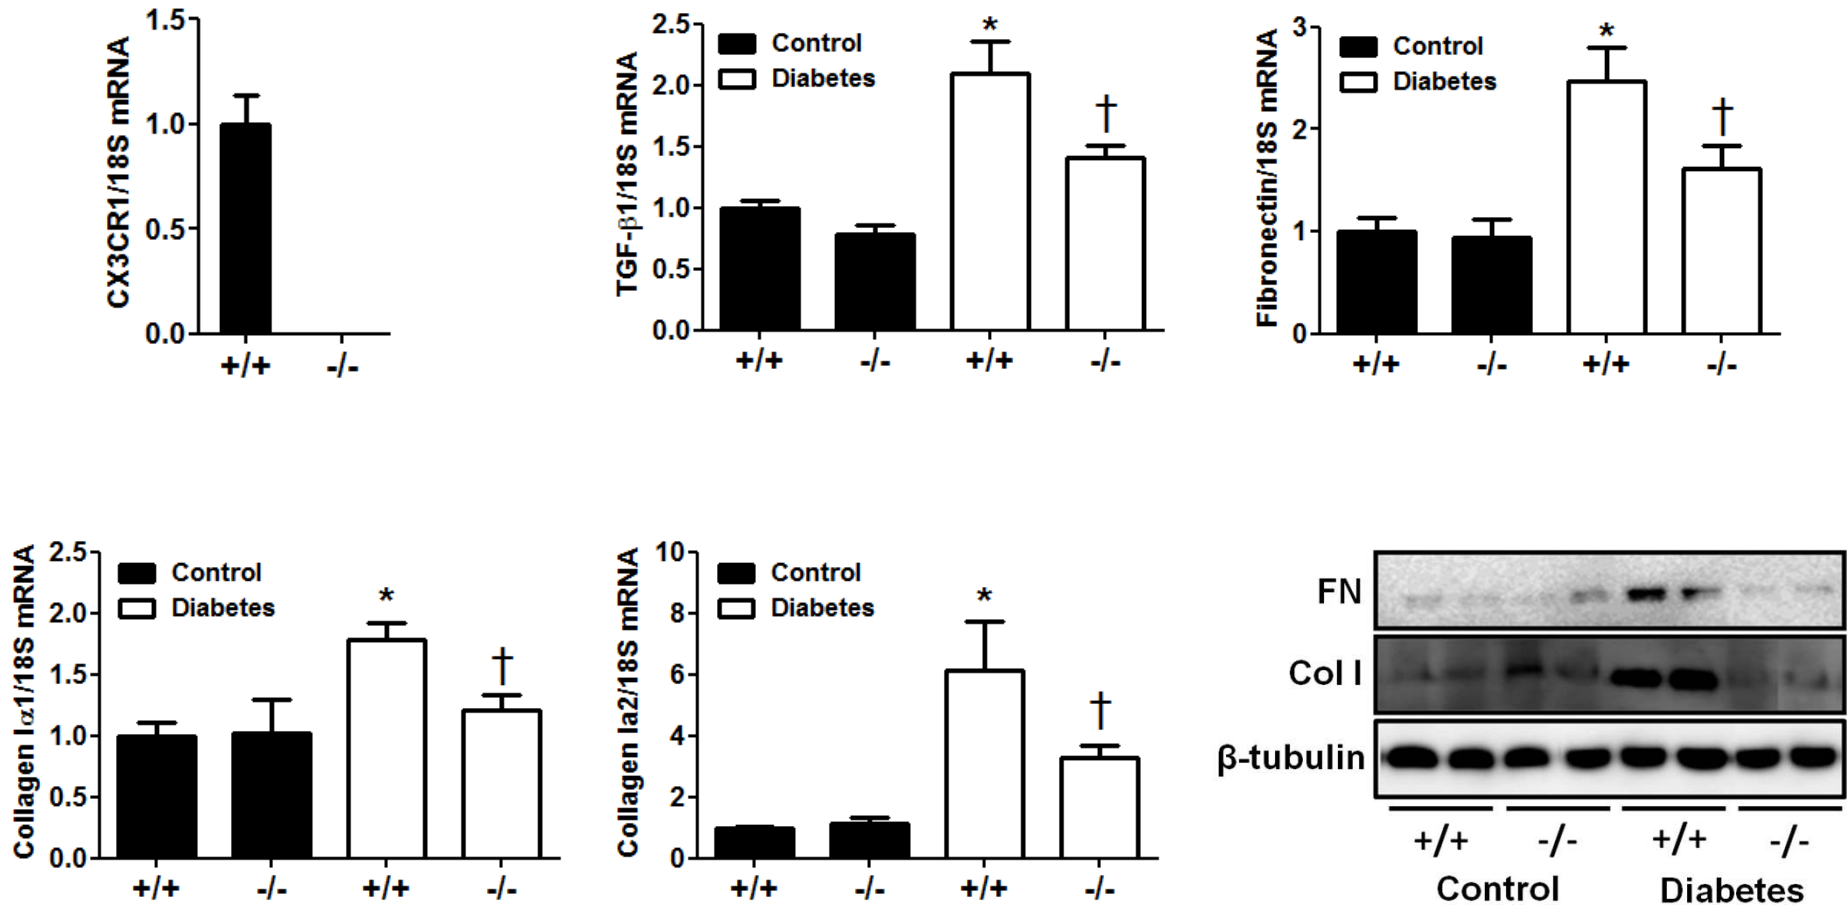 CX3CR1/18S mRNA
1.5
1.0
0.5
0.0
+/+ -/-
TGF-β1/18S mRNA
2.5
2.0
1.5
1.0
0.5
0.0
Control
Diabetes
*
†
+/+ -/- +/+ -/-
Fibronectin/18S mRNA
3
2
1
0
Control
Diabetes
*
†
+/+ -/- +/+ -/-
Collagen Iα1/18S mRNA
2.5
2.0
1.5
1.0
0.5
0.0
Control
Diabetes
*
†
+/+ -/- +/+ -/-
Collagen Ia2/18S mRNA
10
8
6
4
2
0
Control
Diabetes
*
†
+/+ -/- +/+ -/-
FN
Col I
β-tubulin
+/+ -/- +/+ -/-
Control Diabetes